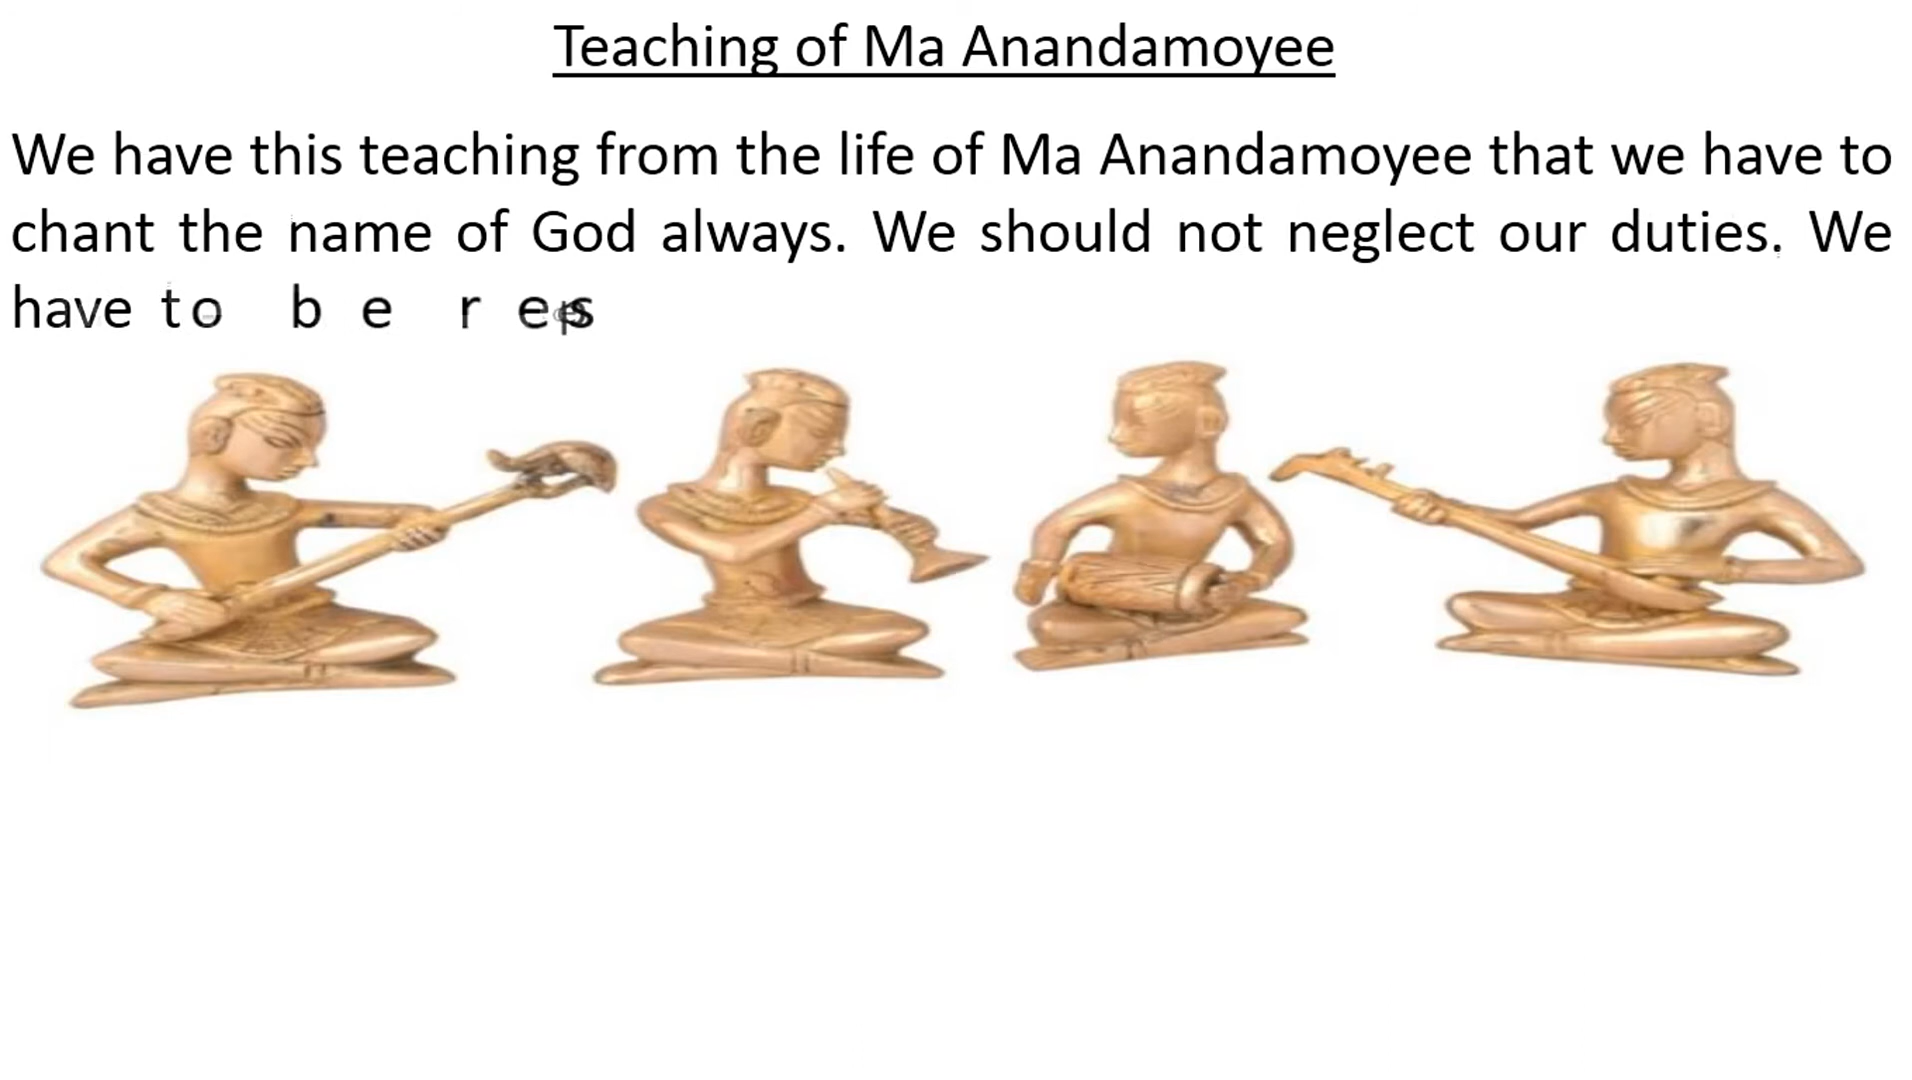 Teaching of Ma Anandamoyee
We have this teaching from the life of Ma Anandamoyee that we have to
chant the name of God always. We should not neglect our duties. We
have to be